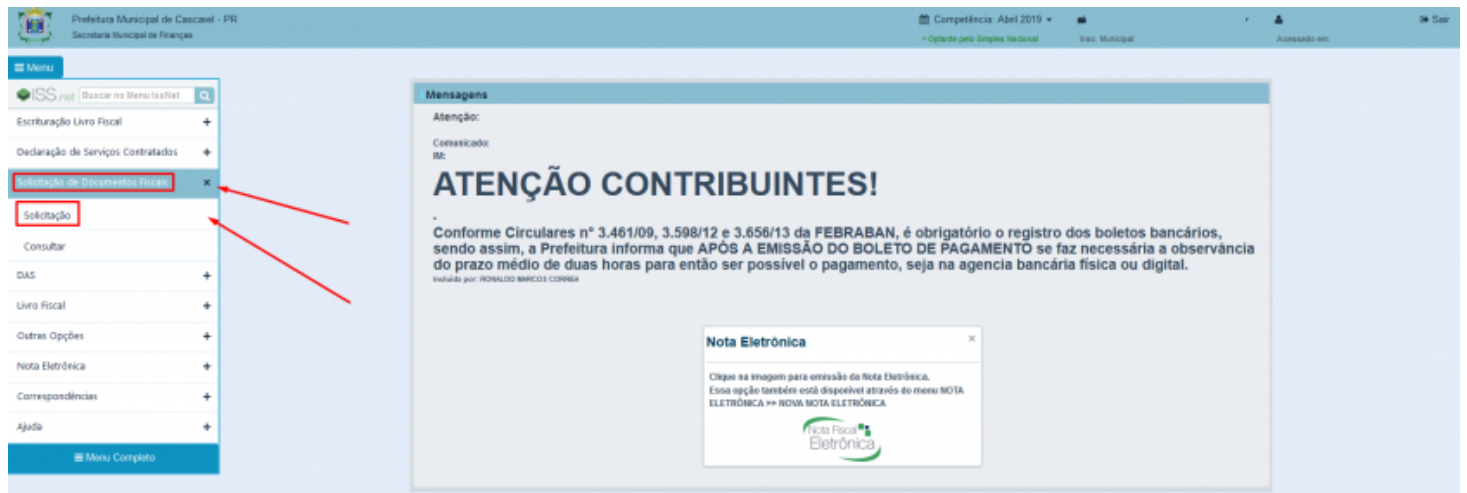 Prefeitura Municipal de Cascavel - PR
Secretaria Municipal de Finanças
Competência: Abril 2019
• Optante pelo Simples Nacional
Insc. Municipal
Acessado em:
Sair
Menu
ISS.net
Buscar no Menu IssNet
Escrituração Livro Fiscal +
Declaração de Serviços Contratados +
Solicitação de Documentos Fiscais ×
Solicitação
Consultar
DAS +
Livro Fiscal +
Outras Opções +
Nota Eletrônica +
Correspondências +
Ajuda +
Menu Completo
Mensagens
Atenção:
Comunicado:
IM:
ATENÇÃO CONTRIBUINTES!
.
Conforme Circulares n° 3.461/09, 3.598/12 e 3.656/13 da FEBRABAN, é obrigatório o registro dos boletos bancários,
sendo assim, a Prefeitura informa que APÓS A EMISSÃO DO BOLETO DE PAGAMENTO se faz necessária a observância
do prazo médio de duas horas para então ser possível o pagamento, seja na agencia bancária física ou digital.
Incluída por: RONALDO MARCOS CORREA
Nota Eletrônica ×
Clique na imagem para emissão da Nota Eletrônica.
Essa opção também está disponível através do menu NOTA
ELETRÔNICA >> NOVA NOTA ELETRÔNICA
Nota Fiscal
Eletrônica